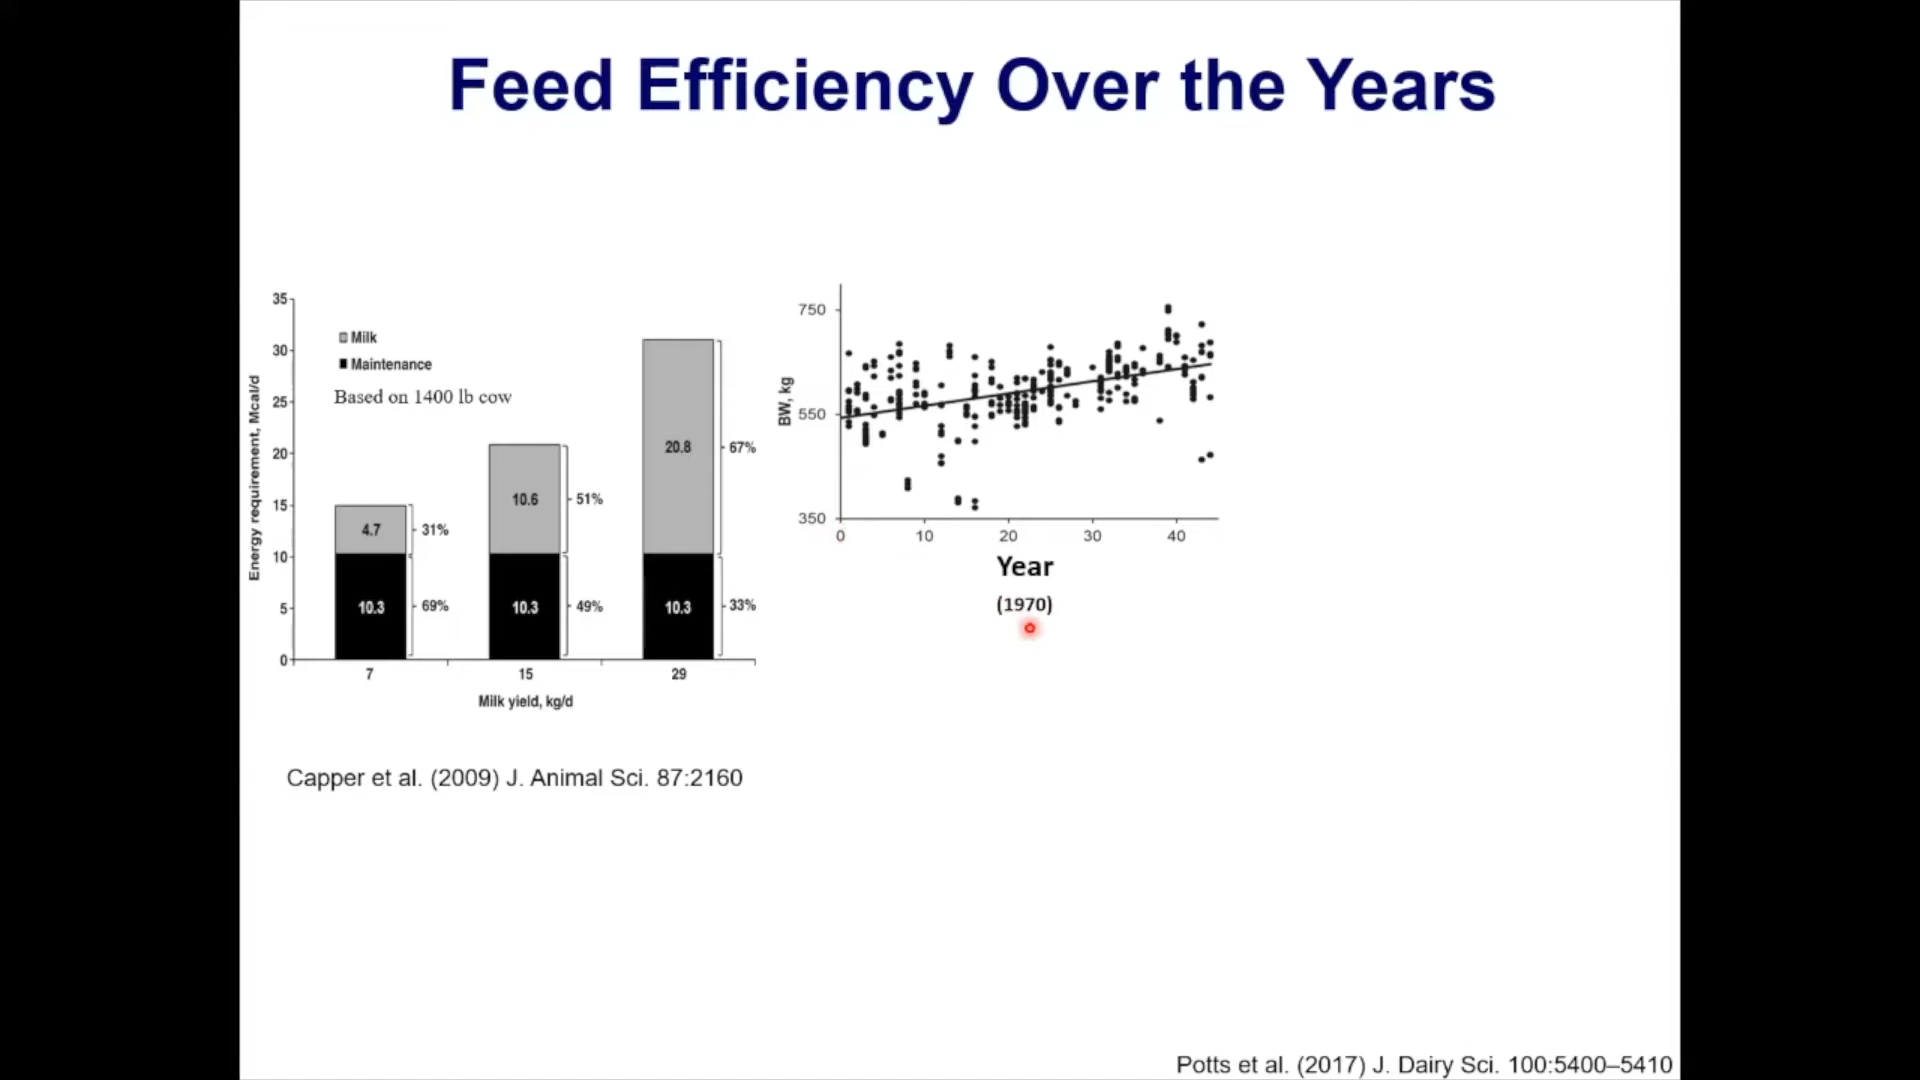 Feed Efficiency Over the Years
35
30
25
20
15
10
5
0
Energy requirement, Mcal/d
Milk
Maintenance
Based on 1400 lb cow
4.7
31%
10.3
69%
10.6
51%
10.3
49%
20.8
67%
10.3
33%
7 15 29
Milk yield, kg/d
Capper et al. (2009) J. Animal Sci. 87:2160
750
550
350
BW, kg
0 10 20 30 40
Year
(1970)
Potts et al. (2017) J. Dairy Sci. 100:5400–5410